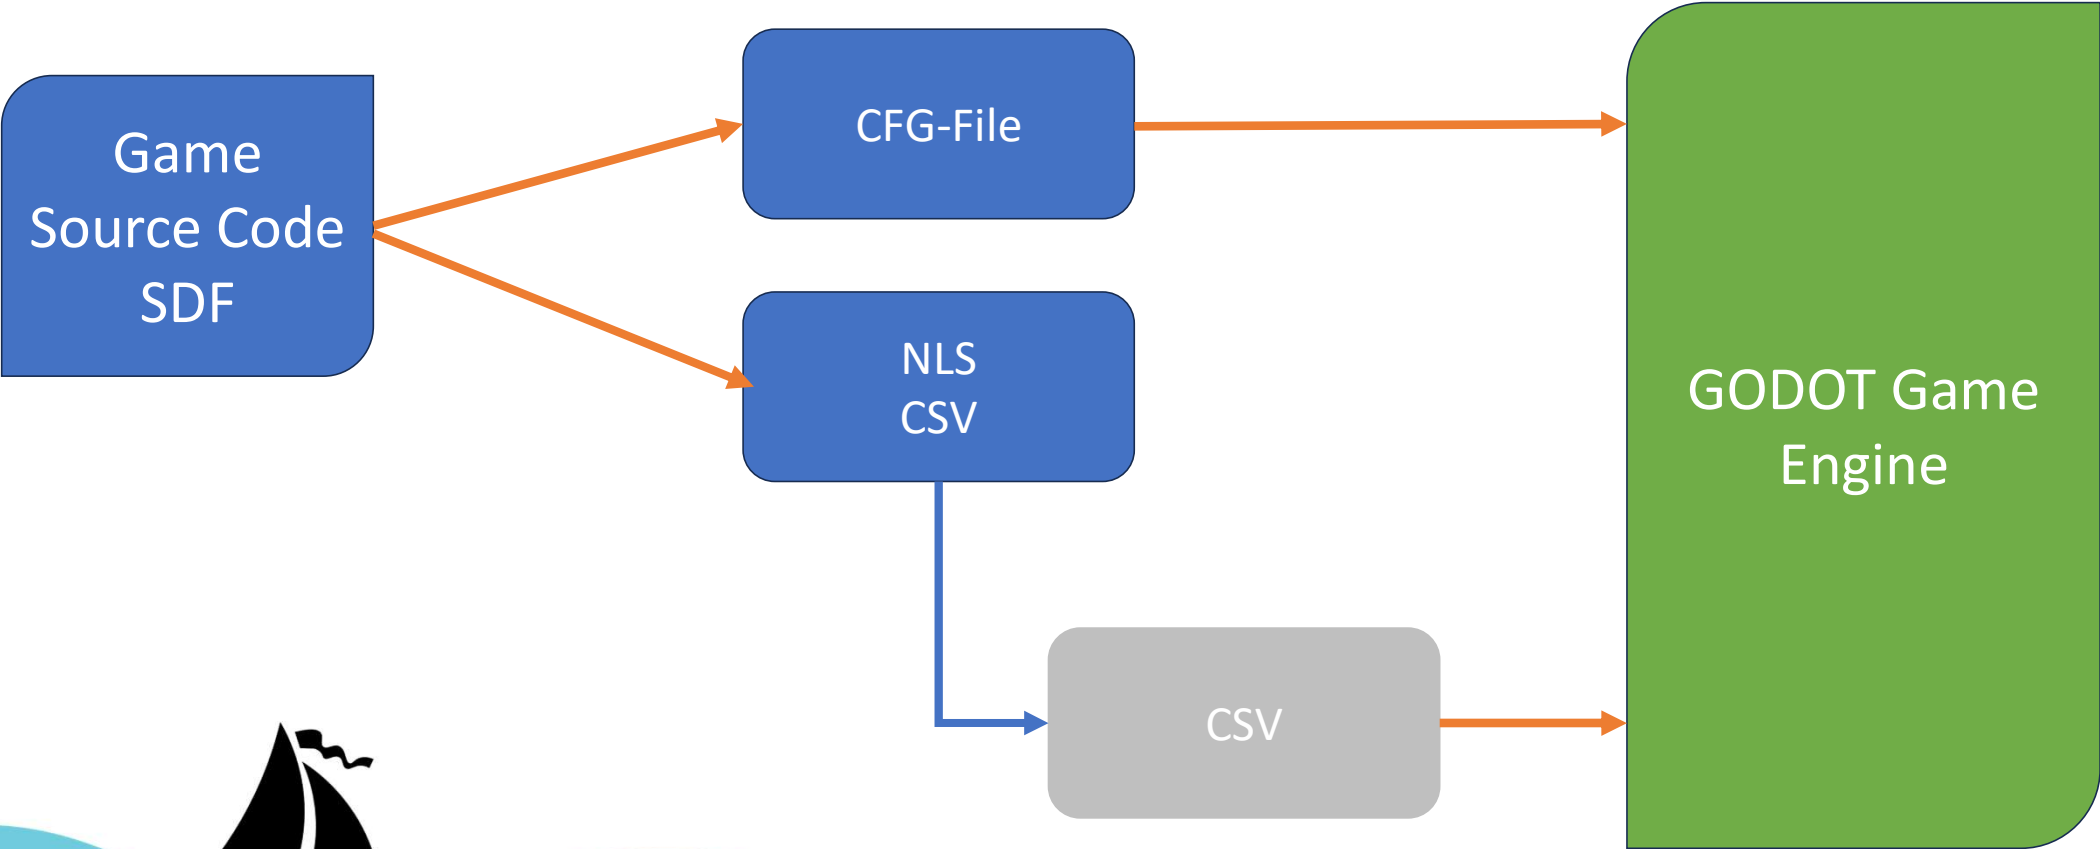 Game
Source Code
SDF
CFG-File
NLS
CSV
CSV
GODOT Game
Engine